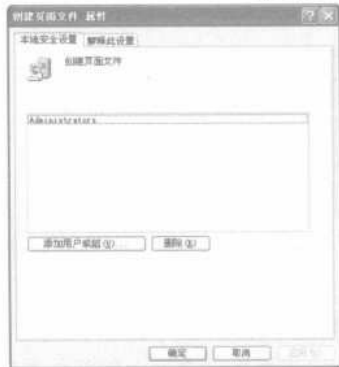 创建页面文件 属性
本地安全设置 解释此设置
创建页面文件
Administrators
添加用户或组(U)... 删除(R)
确定 取消